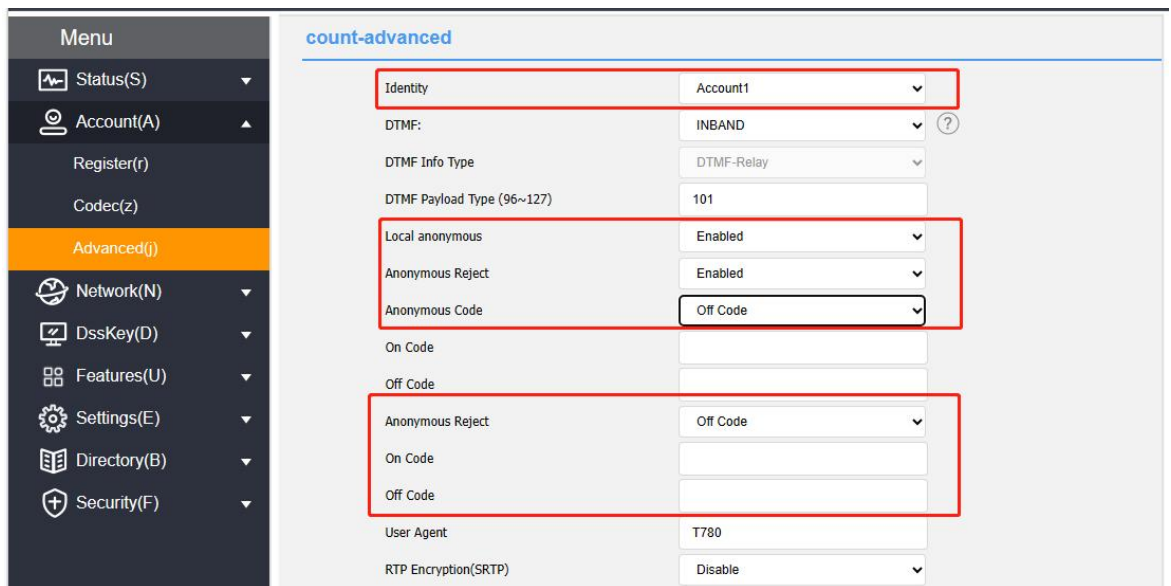 Menu
Status(S)
Account(A)
Register(r)
Codec(z)
Advanced(j)
Network(N)
DssKey(D)
Features(U)
Settings(E)
Directory(B)
Security(F)
count-advanced
Identity Account1
DTMF: INBAND ?
DTMF Info Type DTMF-Relay
DTMF Payload Type (96~127) 101
Local anonymous Enabled
Anonymous Reject Enabled
Anonymous Code Off Code
On Code
Off Code
Anonymous Reject Off Code
On Code
Off Code
User Agent T780
RTP Encryption(SRTP) Disable